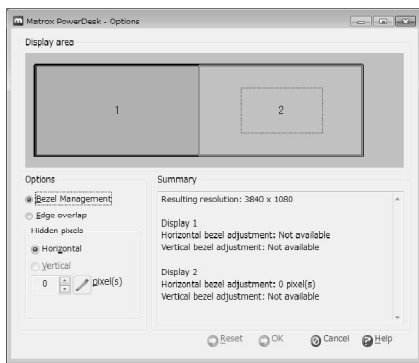 Matrox PowerDesk - Options
Display area
1
2
Options
Bezel Management
Edge overlap
Hidden pixels
Horizontal
Vertical
0 pixel(s)
Summary
Resulting resolution: 3840 x 1080
Display 1
Horizontal bezel adjustment: Not available
Vertical bezel adjustment: Not available
Display 2
Horizontal bezel adjustment: 0 pixel(s)
Vertical bezel adjustment: Not available
Reset OK Cancel Help